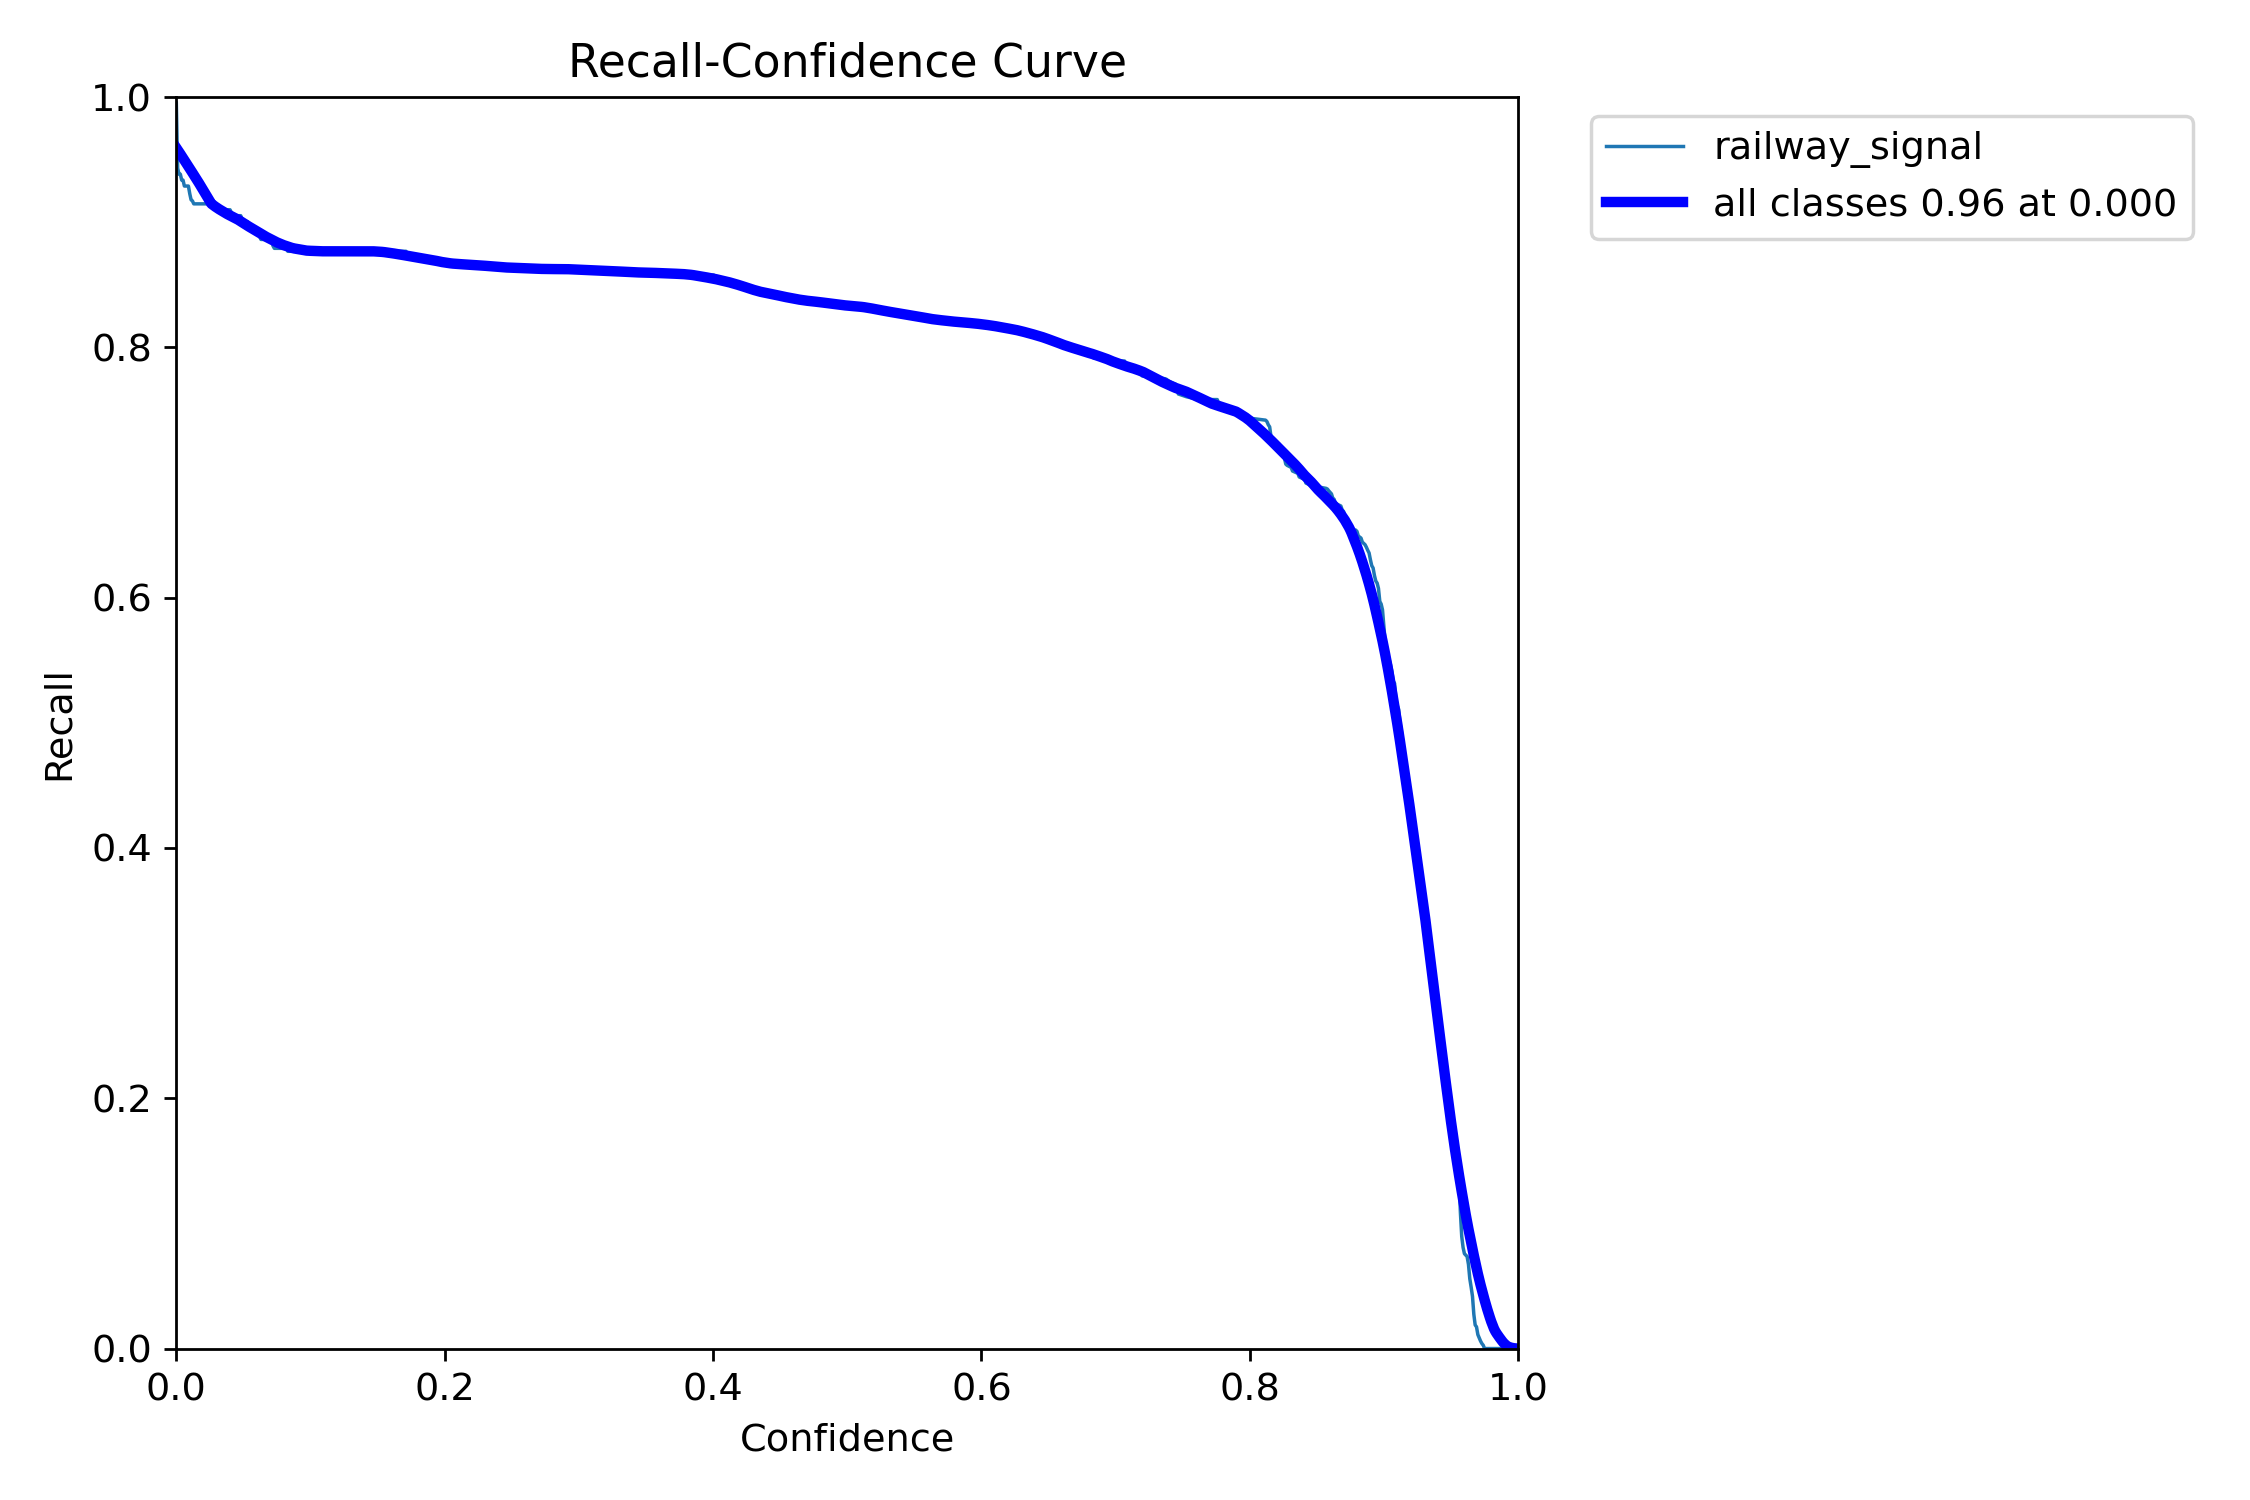 Recall-Confidence Curve
railway_signal
all classes 0.96 at 0.000
1.0
0.8
0.6
0.4
0.2
0.0
Recall
0.0 0.2 0.4 0.6 0.8 1.0
Confidence